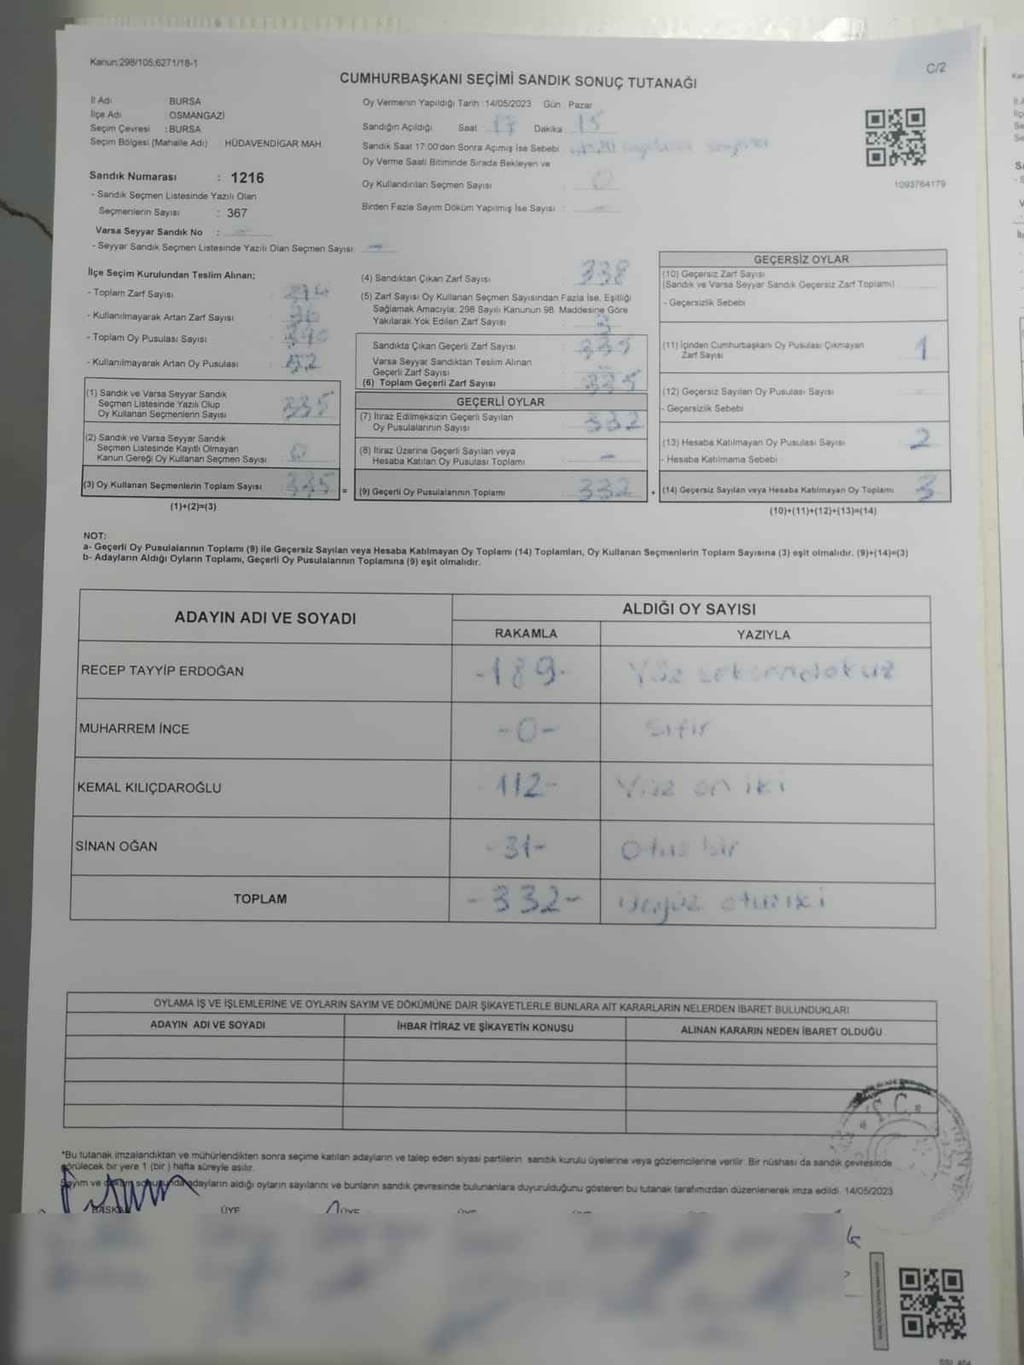 Kanun:298/105;6271/18-1
C/2
CUMHURBAŞKANI SEÇİMİ SANDIK SONUÇ TUTANAĞI
İl Adı BURSA
İlçe Adı OSMANGAZİ
Seçim Çevresi : BURSA
Seçim Bölgesi (Mahalle Adı) HÜDAVENDİGAR MAH
Oy Vermenin Yapıldığı Tarih :14/05/2023 Gün : Pazar
Sandığın Açıldığı Saat 17 Dakika 15
Sandık Saat 17:00'dan Sonra Açımış İse Sebebi
Oy Verme Saati Bitiminde Sırada Bekleyen ve
Oy Kullandırılan Seçmen Sayısı : 0
Birden Fazla Sayım Döküm Yapılmış İse Sayısı : —
1093764179
Sandık Numarası : 1216
- Sandık Seçmen Listesinde Yazılı Olan
Seçmenlerin Sayısı : 367
Varsa Seyyar Sandık No : —
- Seyyar Sandık Seçmen Listesinde Yazılı Olan Seçmen Sayısı —
İlçe Seçim Kurulundan Teslim Alınan;
- Toplam Zarf Sayısı
- Kullanılmayarak Artan Zarf Sayısı
- Toplam Oy Pusulası Sayısı
- Kullanılmayarak Artan Oy Pusulası 52
(1) Sandık ve Varsa Seyyar Sandık
Seçmen Listesinde Yazılı Olup
Oy Kullanan Seçmenlerin Sayısı 335
(2) Sandık ve Varsa Seyyar Sandık
Seçmen Listesinde Kayıtlı Olmayan
Kanun Gereği Oy Kullanan Seçmen Sayısı 0
(3) Oy Kullanan Seçmenlerin Toplam Sayısı 335
(1)+(2)=(3)
(4) Sandıktan Çıkan Zarf Sayısı 338
(5) Zarf Sayısı Oy Kullanan Seçmen Sayısından Fazla İse, Eşitliği
Sağlamak Amacıyla; 298 Sayılı Kanunun 98. Maddesine Göre
Yakılarak Yok Edilen Zarf Sayısı 3
Sandıkta Çıkan Geçerli Zarf Sayısı 335
Varsa Seyyar Sandıktan Teslim Alınan
Geçerli Zarf Sayısı
(6) Toplam Geçerli Zarf Sayısı 335
GEÇERLİ OYLAR
(7) İtiraz Edilmeksizin Geçerli Sayılan
Oy Pusulalarının Sayısı 332
(8) İtiraz Üzerine Geçerli Sayılan veya
Hesaba Katılan Oy Pusulası Toplamı —
(9) Geçerli Oy Pusulalarının Toplamı 332
GEÇERSİZ OYLAR
(10) Geçersiz Zarf Sayısı
(Sandık ve Varsa Seyyar Sandık Geçersiz Zarf Toplamı)
- Geçersizlik Sebebi
(11) İçinden Cumhurbaşkanı Oy Pusulası Çıkmayan
Zarf Sayısı 1
(12) Geçersiz Sayılan Oy Pusulası Sayısı
- Geçersizlik Sebebi
(13) Hesaba Katılmayan Oy Pusulası Sayısı 2
- Hesaba Katılmama Sebebi
(14) Geçersiz Sayılan veya Hesaba Katılmayan Oy Toplamı 3
(10)+(11)+(12)+(13)=(14)
NOT:
a- Geçerli Oy Pusulalarının Toplamı (9) ile Geçersiz Sayılan veya Hesaba Katılmayan Oy Toplamı (14) Toplamları, Oy Kullanan Seçmenlerin Toplam Sayısına (3) eşit olmalıdır. (9)+(14)=(3)
b- Adayların Aldığı Oyların Toplamı, Geçerli Oy Pusulalarının Toplamına (9) eşit olmalıdır.
ADAYIN ADI VE SOYADI ALDIĞI OY SAYISI
RAKAMLA YAZIYLA
RECEP TAYYİP ERDOĞAN -189- Yüz seksendokuz
MUHARREM İNCE -0- Sıfır
KEMAL KILIÇDAROĞLU -112- Yüz on iki
SİNAN OĞAN -31- Otuz bir
TOPLAM -332- Üçyüz otuziki
OYLAMA İŞ VE İŞLEMLERİNE VE OYLARIN SAYIM VE DÖKÜMÜNE DAİR ŞİKAYETLERLE BUNLARA AİT KARARLARIN NELERDEN İBARET BULUNDUKLARI
ADAYIN ADI VE SOYADI İHBAR İTİRAZ VE ŞİKAYETİN KONUSU ALINAN KARARIN NEDEN İBARET OLDUĞU
T.C.
*Bu tutanak imzalandıktan ve mühürlendikten sonra seçime katılan adayların ve talep eden siyasi partilerin sandık kurulu üyelerine veya gözlemcilerine verilir. Bir nüshası da sandık çevresinde
görülecek bir yere 1 (bir) hafta süreyle asılır.
Sayım ve döküm sonucunda adayların aldığı oyların sayılarını ve bunların sandık çevresinde bulunanlara duyurulduğunu gösteren bu tutanak tarafımızdan düzenlenerek imza edildi. 14/05/2023
BAŞKAN ÜYE ÜYE ÜYE